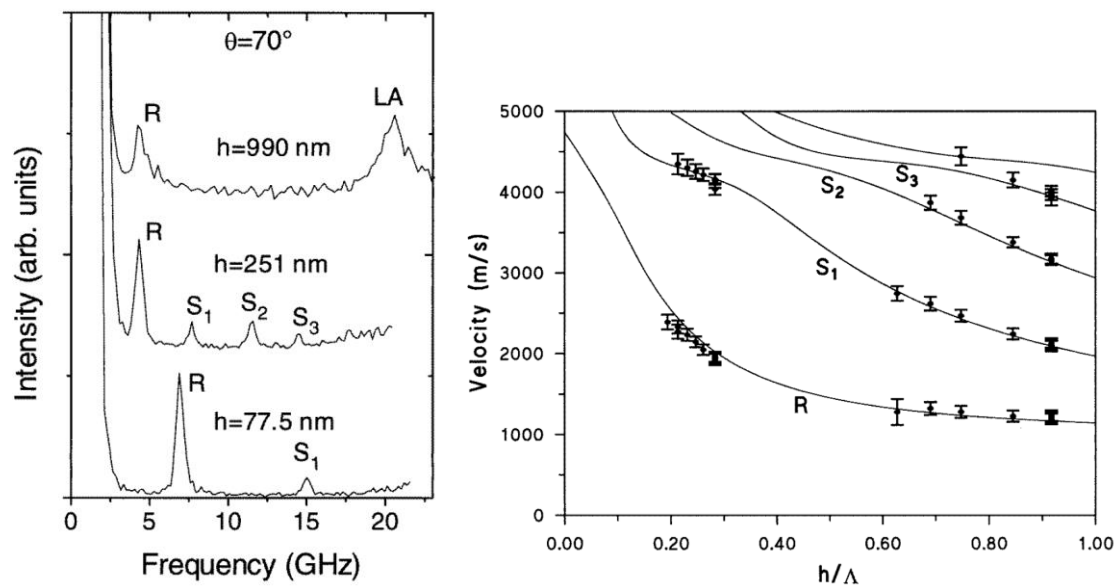 θ=70°
R
LA
h=990 nm
R
h=251 nm
S1
S2
S3
R
h=77.5 nm
S1
0
5
10
15
20
Frequency (GHz)
Intensity (arb. units)
5000
4000
3000
2000
1000
0
Velocity (m/s)
S3
S2
S1
R
0.00
0.20
0.40
0.60
0.80
1.00
h/Λ